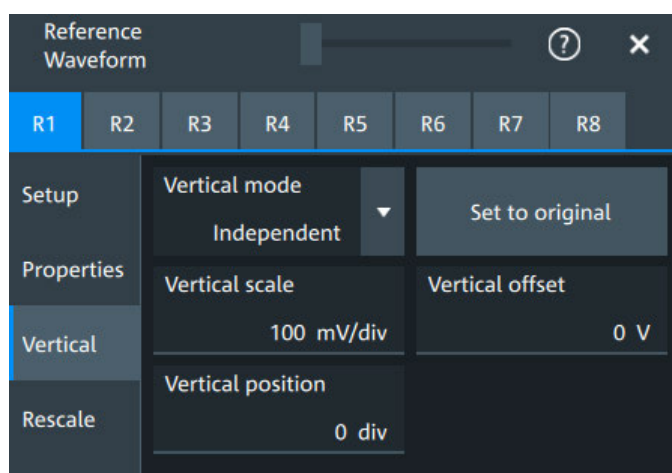 Reference
Waveform
?
R1 R2 R3 R4 R5 R6 R7 R8
Setup
Properties
Vertical
Rescale
Vertical mode
Independent
Set to original
Vertical scale
100 mV/div
Vertical offset
0 V
Vertical position
0 div